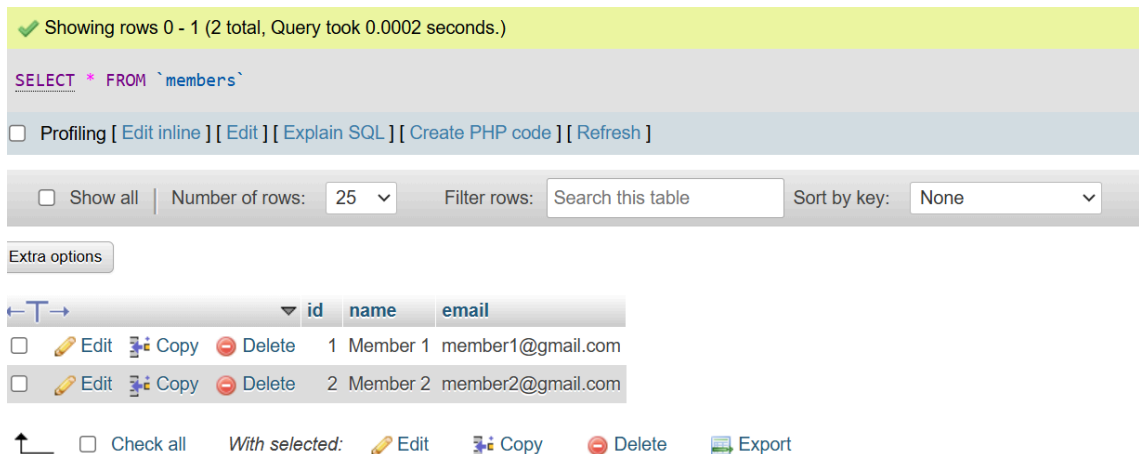 Showing rows 0 - 1 (2 total, Query took 0.0002 seconds.)
SELECT * FROM `members`
Profiling [ Edit inline ] [ Edit ] [ Explain SQL ] [ Create PHP code ] [ Refresh ]
Show all | Number of rows: 25 Filter rows: Search this table Sort by key: None
Extra options
←T→ id name email
Edit Copy Delete 1 Member 1 member1@gmail.com
Edit Copy Delete 2 Member 2 member2@gmail.com
Check all With selected: Edit Copy Delete Export